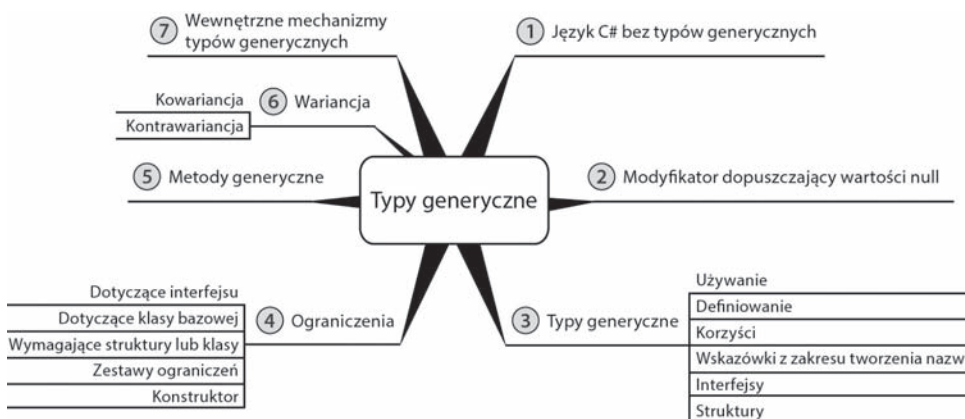 7 Wewnętrzne mechanizmy
typów generycznych
1 Język C# bez typów generycznych
Kowariancja
Kontrawariancja
6 Wariancja
5 Metody generyczne
Typy generyczne
2 Modyfikator dopuszczający wartości null
Dotyczące interfejsu
Dotyczące klasy bazowej
Wymagające struktury lub klasy
Zestawy ograniczeń
Konstruktor
4 Ograniczenia
3 Typy generyczne
Używanie
Definiowanie
Korzyści
Wskazówki z zakresu tworzenia nazw
Interfejsy
Struktury